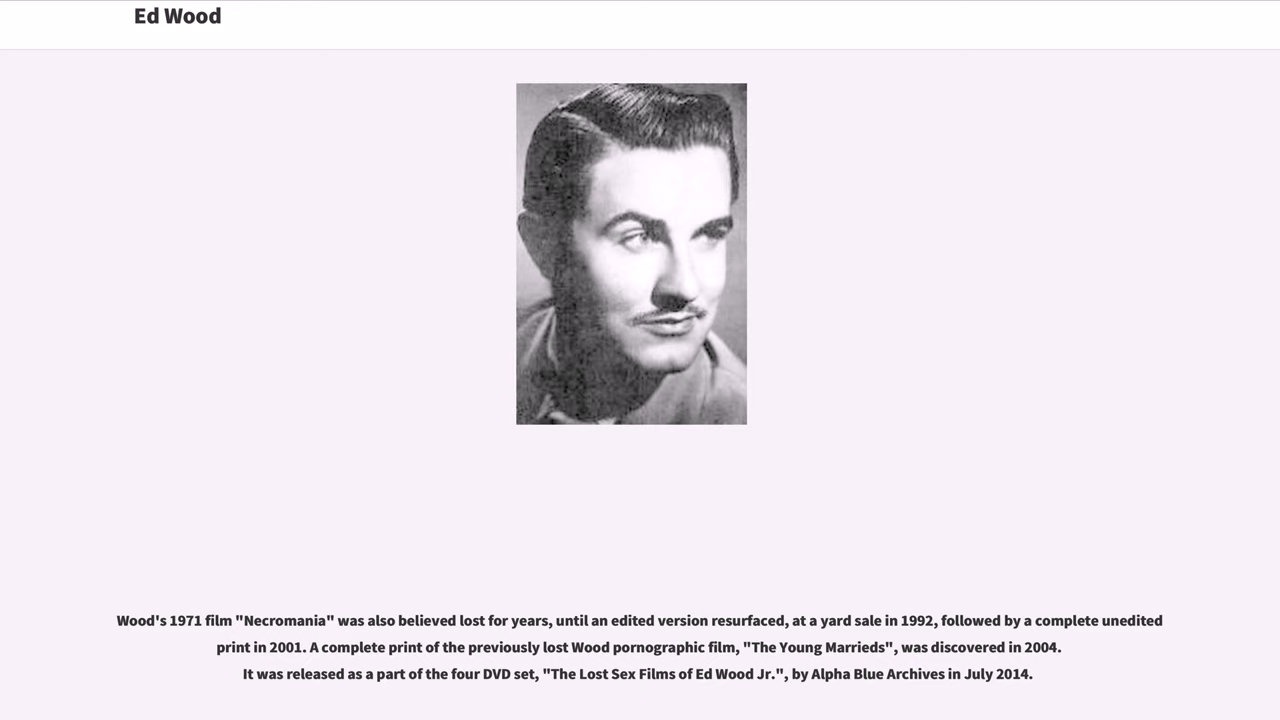 Ed Wood
Wood's 1971 film "Necromania" was also believed lost for years, until an edited version resurfaced, at a yard sale in 1992, followed by a complete unedited
print in 2001. A complete print of the previously lost Wood pornographic film, "The Young Marrieds", was discovered in 2004.
It was released as a part of the four DVD set, "The Lost Sex Films of Ed Wood Jr.", by Alpha Blue Archives in July 2014.